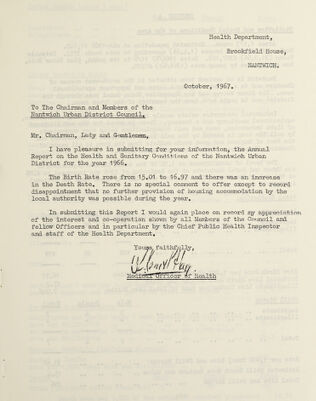 Health Department,
Brookfield House,
NANTWICH.
October, 1967.
To The Chairman and Members of the
Nantwich Urban District Council.
Mr. Chairman, Lady and Gentlemen,
I have pleasure in submitting for your information, the Annual
Report on the Health and Sanitary Conditions of the Nantwich Urban
District for the year 1966.
The Birth Rate rose from 15.01 to 16.97 and there was an increase
in the Death Rate. There is no special comment to offer except to record
disappointment that no further provision of housing accommodation by the
local authority was possible during the year.
In submitting this Report I would again place on record my appreciation
of the interest and co-operation shown by all Members of the Council and
fellow Officers and in particular by the Chief Public Health Inspector
and staff of the Health Department.
Yours faithfully,
Medical Officer of Health